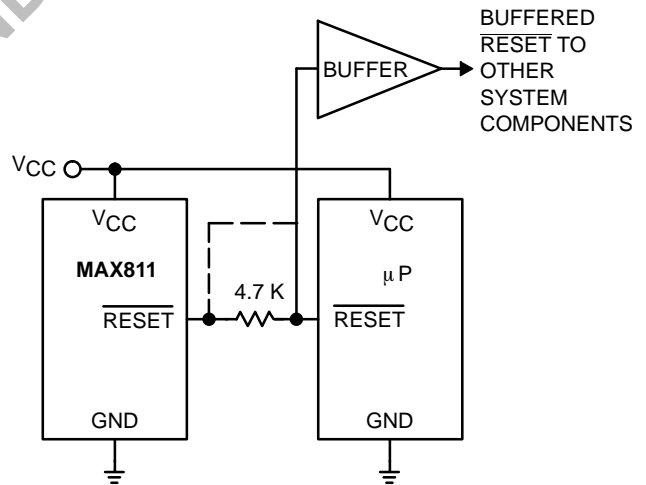 BUFFERED
RESET TO
OTHER
SYSTEM
COMPONENTS
BUFFER
VCC
VCC
MAX811
RESET
GND
4.7 K
VCC
μP
RESET
GND